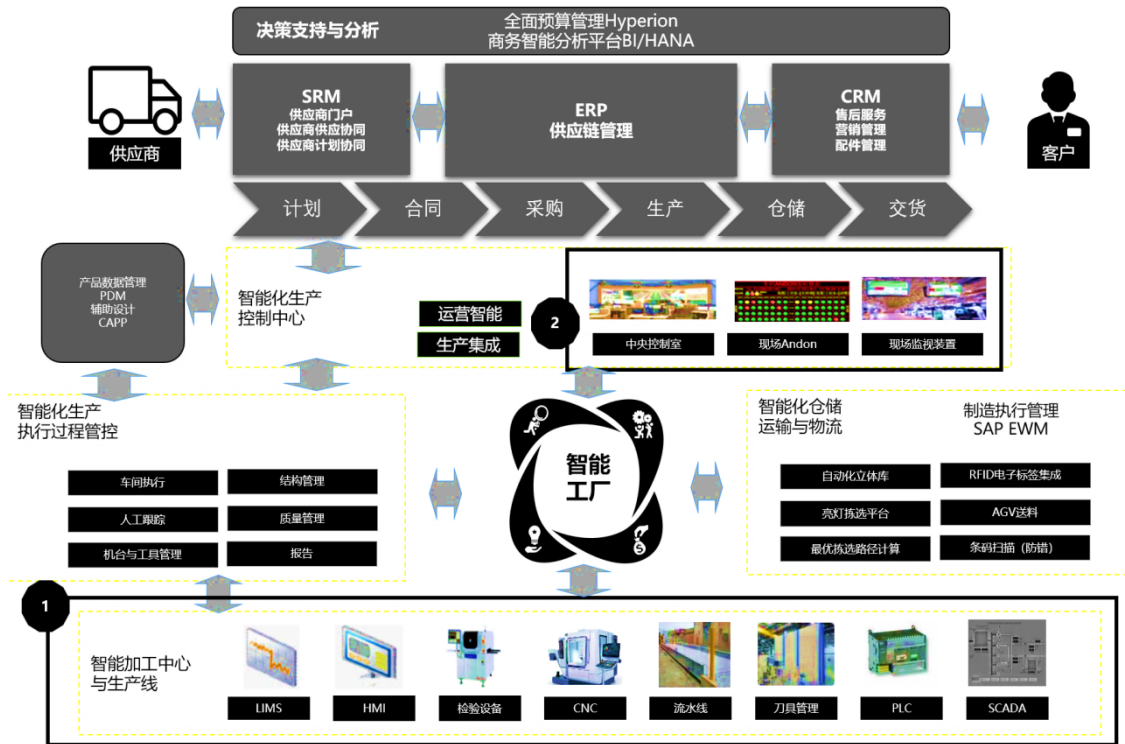 决策支持与分析
全面预算管理Hyperion
商务智能分析平台BI/HANA
供应商
SRM
供应商门户
供应商供应协同
供应商计划协同
ERP
供应链管理
CRM
售后服务
营销管理
配件管理
客户
计划
合同
采购
生产
仓储
交货
产品数据管理
PDM
辅助设计
CAPP
智能化生产
控制中心
运营智能
生产集成
2
中央控制室
现场Andon
现场监视装置
智能化生产
执行过程管控
车间执行
结构管理
人工跟踪
质量管理
机台与工具管理
报告
智能
工厂
智能化仓储
运输与物流
制造执行管理
SAP EWM
自动化立体库
RFID电子标签集成
亮灯拣选平台
AGV送料
最优拣选路径计算
条码扫描（防错）
1
智能加工中心
与生产线
LIMS
HMI
检验设备
CNC
流水线
刀具管理
PLC
SCADA